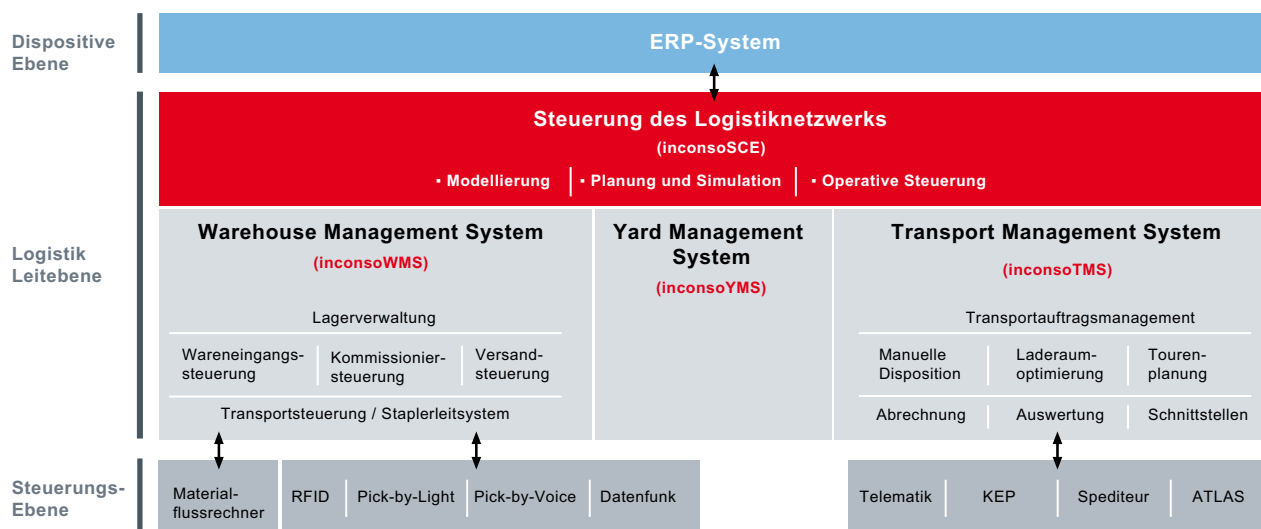 Dispositive
Ebene
ERP-System
Steuerung des Logistiknetzwerks
(inconsoSCE)
▪ Modellierung ▪ Planung und Simulation ▪ Operative Steuerung
Logistik
Leitebene
Warehouse Management System
(inconsoWMS)
Lagerverwaltung
Wareneingangs-
steuerung
Kommissionier-
steuerung
Versand-
steuerung
Transportsteuerung / Staplerleitsystem
Yard Management
System
(inconsoYMS)
Transport Management System
(inconsoTMS)
Transportauftragsmanagement
Manuelle
Disposition
Laderaum-
optimierung
Touren-
planung
Abrechnung Auswertung Schnittstellen
Steuerungs-
Ebene
Material-
flussrechner
RFID Pick-by-Light Pick-by-Voice Datenfunk
Telematik KEP Spediteur ATLAS